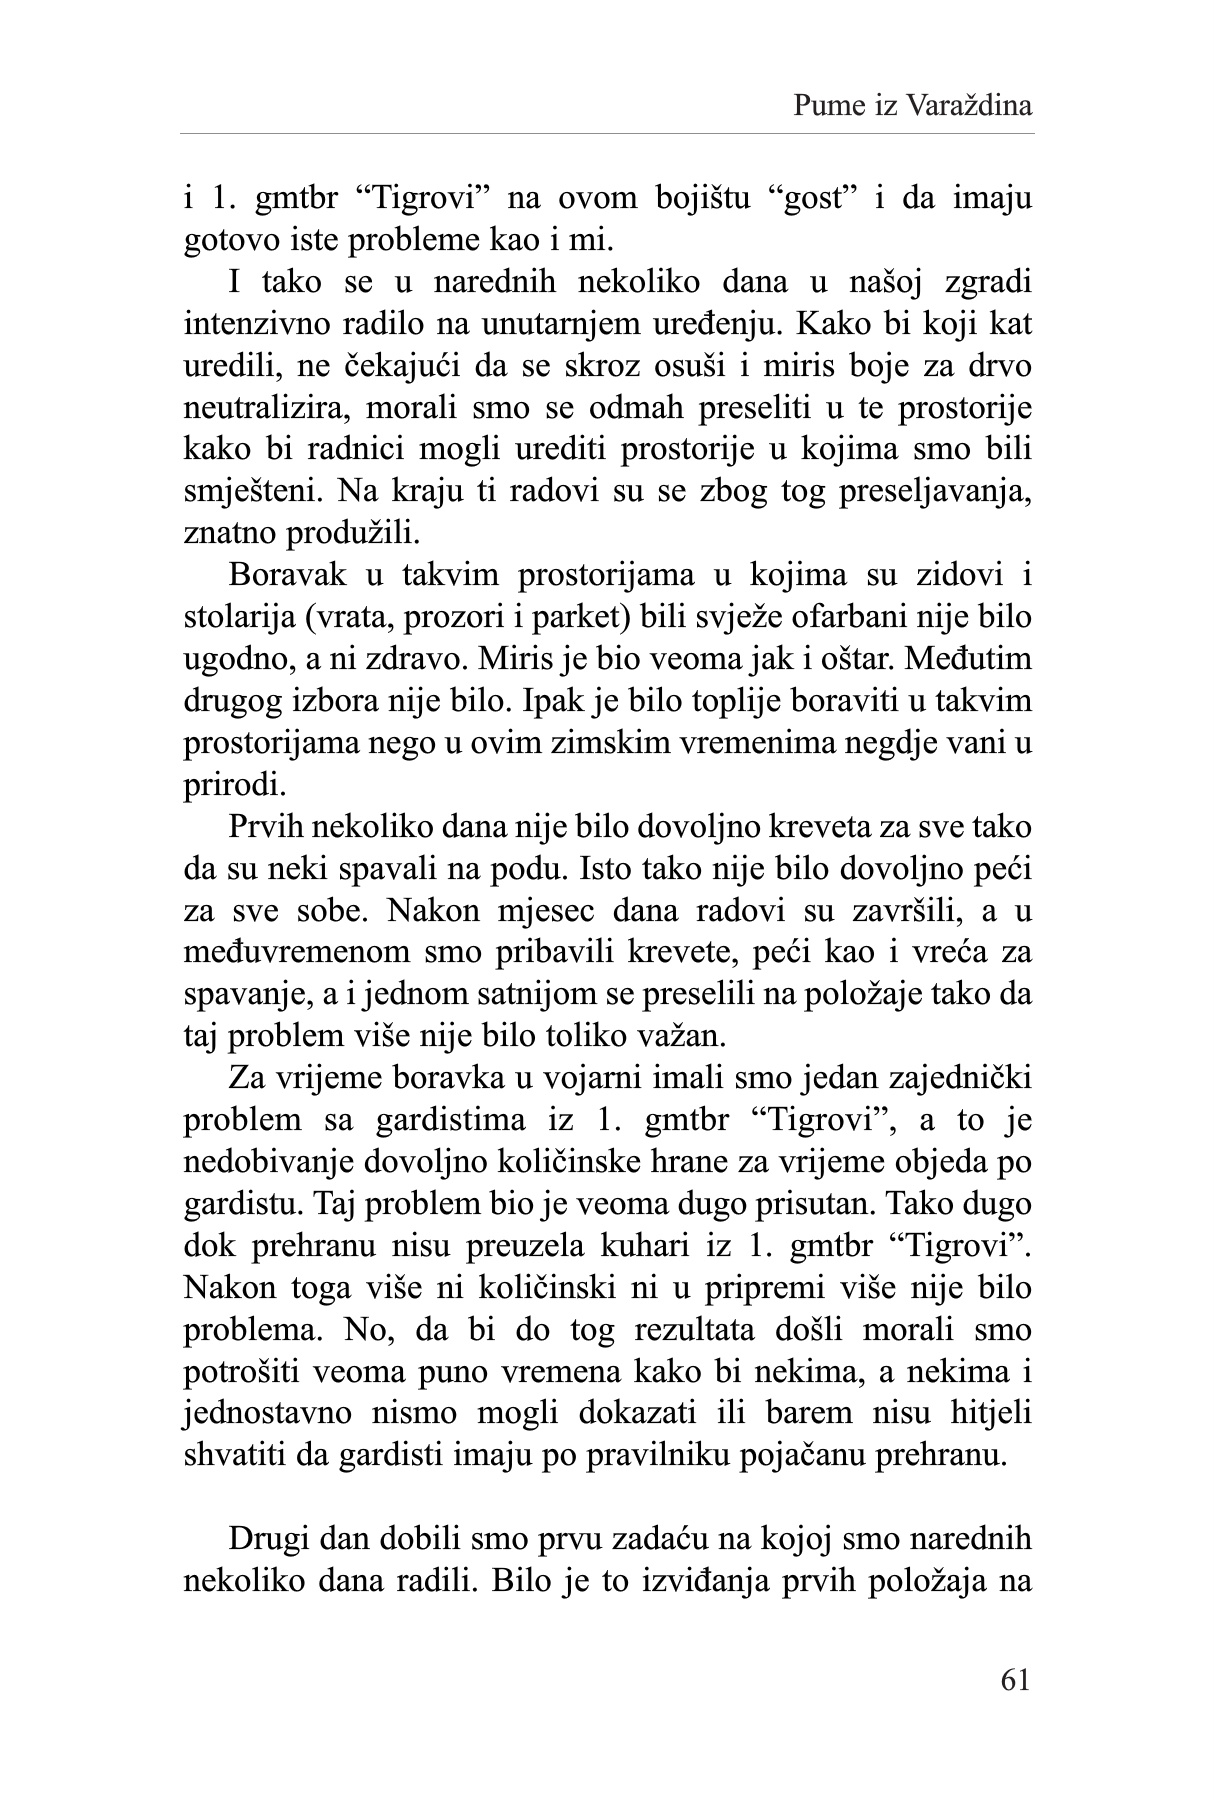 Pume iz Varaždina
i 1. gmtbr “Tigrovi” na ovom bojištu “gost” i da imaju
gotovo iste probleme kao i mi.
I tako se u narednih nekoliko dana u našoj zgradi
intenzivno radilo na unutarnjem uređenju. Kako bi koji kat
uredili, ne čekajući da se skroz osuši i miris boje za drvo
neutralizira, morali smo se odmah preseliti u te prostorije
kako bi radnici mogli urediti prostorije u kojima smo bili
smješteni. Na kraju ti radovi su se zbog tog preseljavanja,
znatno produžili.
Boravak u takvim prostorijama u kojima su zidovi i
stolarija (vrata, prozori i parket) bili svježe ofarbani nije bilo
ugodno, a ni zdravo. Miris je bio veoma jak i oštar. Međutim
drugog izbora nije bilo. Ipak je bilo toplije boraviti u takvim
prostorijama nego u ovim zimskim vremenima negdje vani u
prirodi.
Prvih nekoliko dana nije bilo dovoljno kreveta za sve tako
da su neki spavali na podu. Isto tako nije bilo dovoljno peći
za sve sobe. Nakon mjesec dana radovi su završili, a u
međuvremenom smo pribavili krevete, peći kao i vreća za
spavanje, a i jednom satnijom se preselili na položaje tako da
taj problem više nije bilo toliko važan.
Za vrijeme boravka u vojarni imali smo jedan zajednički
problem sa gardistima iz 1. gmtbr “Tigrovi”, a to je
nedobivanje dovoljno količinske hrane za vrijeme objeda po
gardistu. Taj problem bio je veoma dugo prisutan. Tako dugo
dok prehranu nisu preuzela kuhari iz 1. gmtbr “Tigrovi”.
Nakon toga više ni količinski ni u pripremi više nije bilo
problema. No, da bi do tog rezultata došli morali smo
potrošiti veoma puno vremena kako bi nekima, a nekima i
jednostavno nismo mogli dokazati ili barem nisu hitjeli
shvatiti da gardisti imaju po pravilniku pojačanu prehranu.
Drugi dan dobili smo prvu zadaću na kojoj smo narednih
nekoliko dana radili. Bilo je to izviđanja prvih položaja na
61